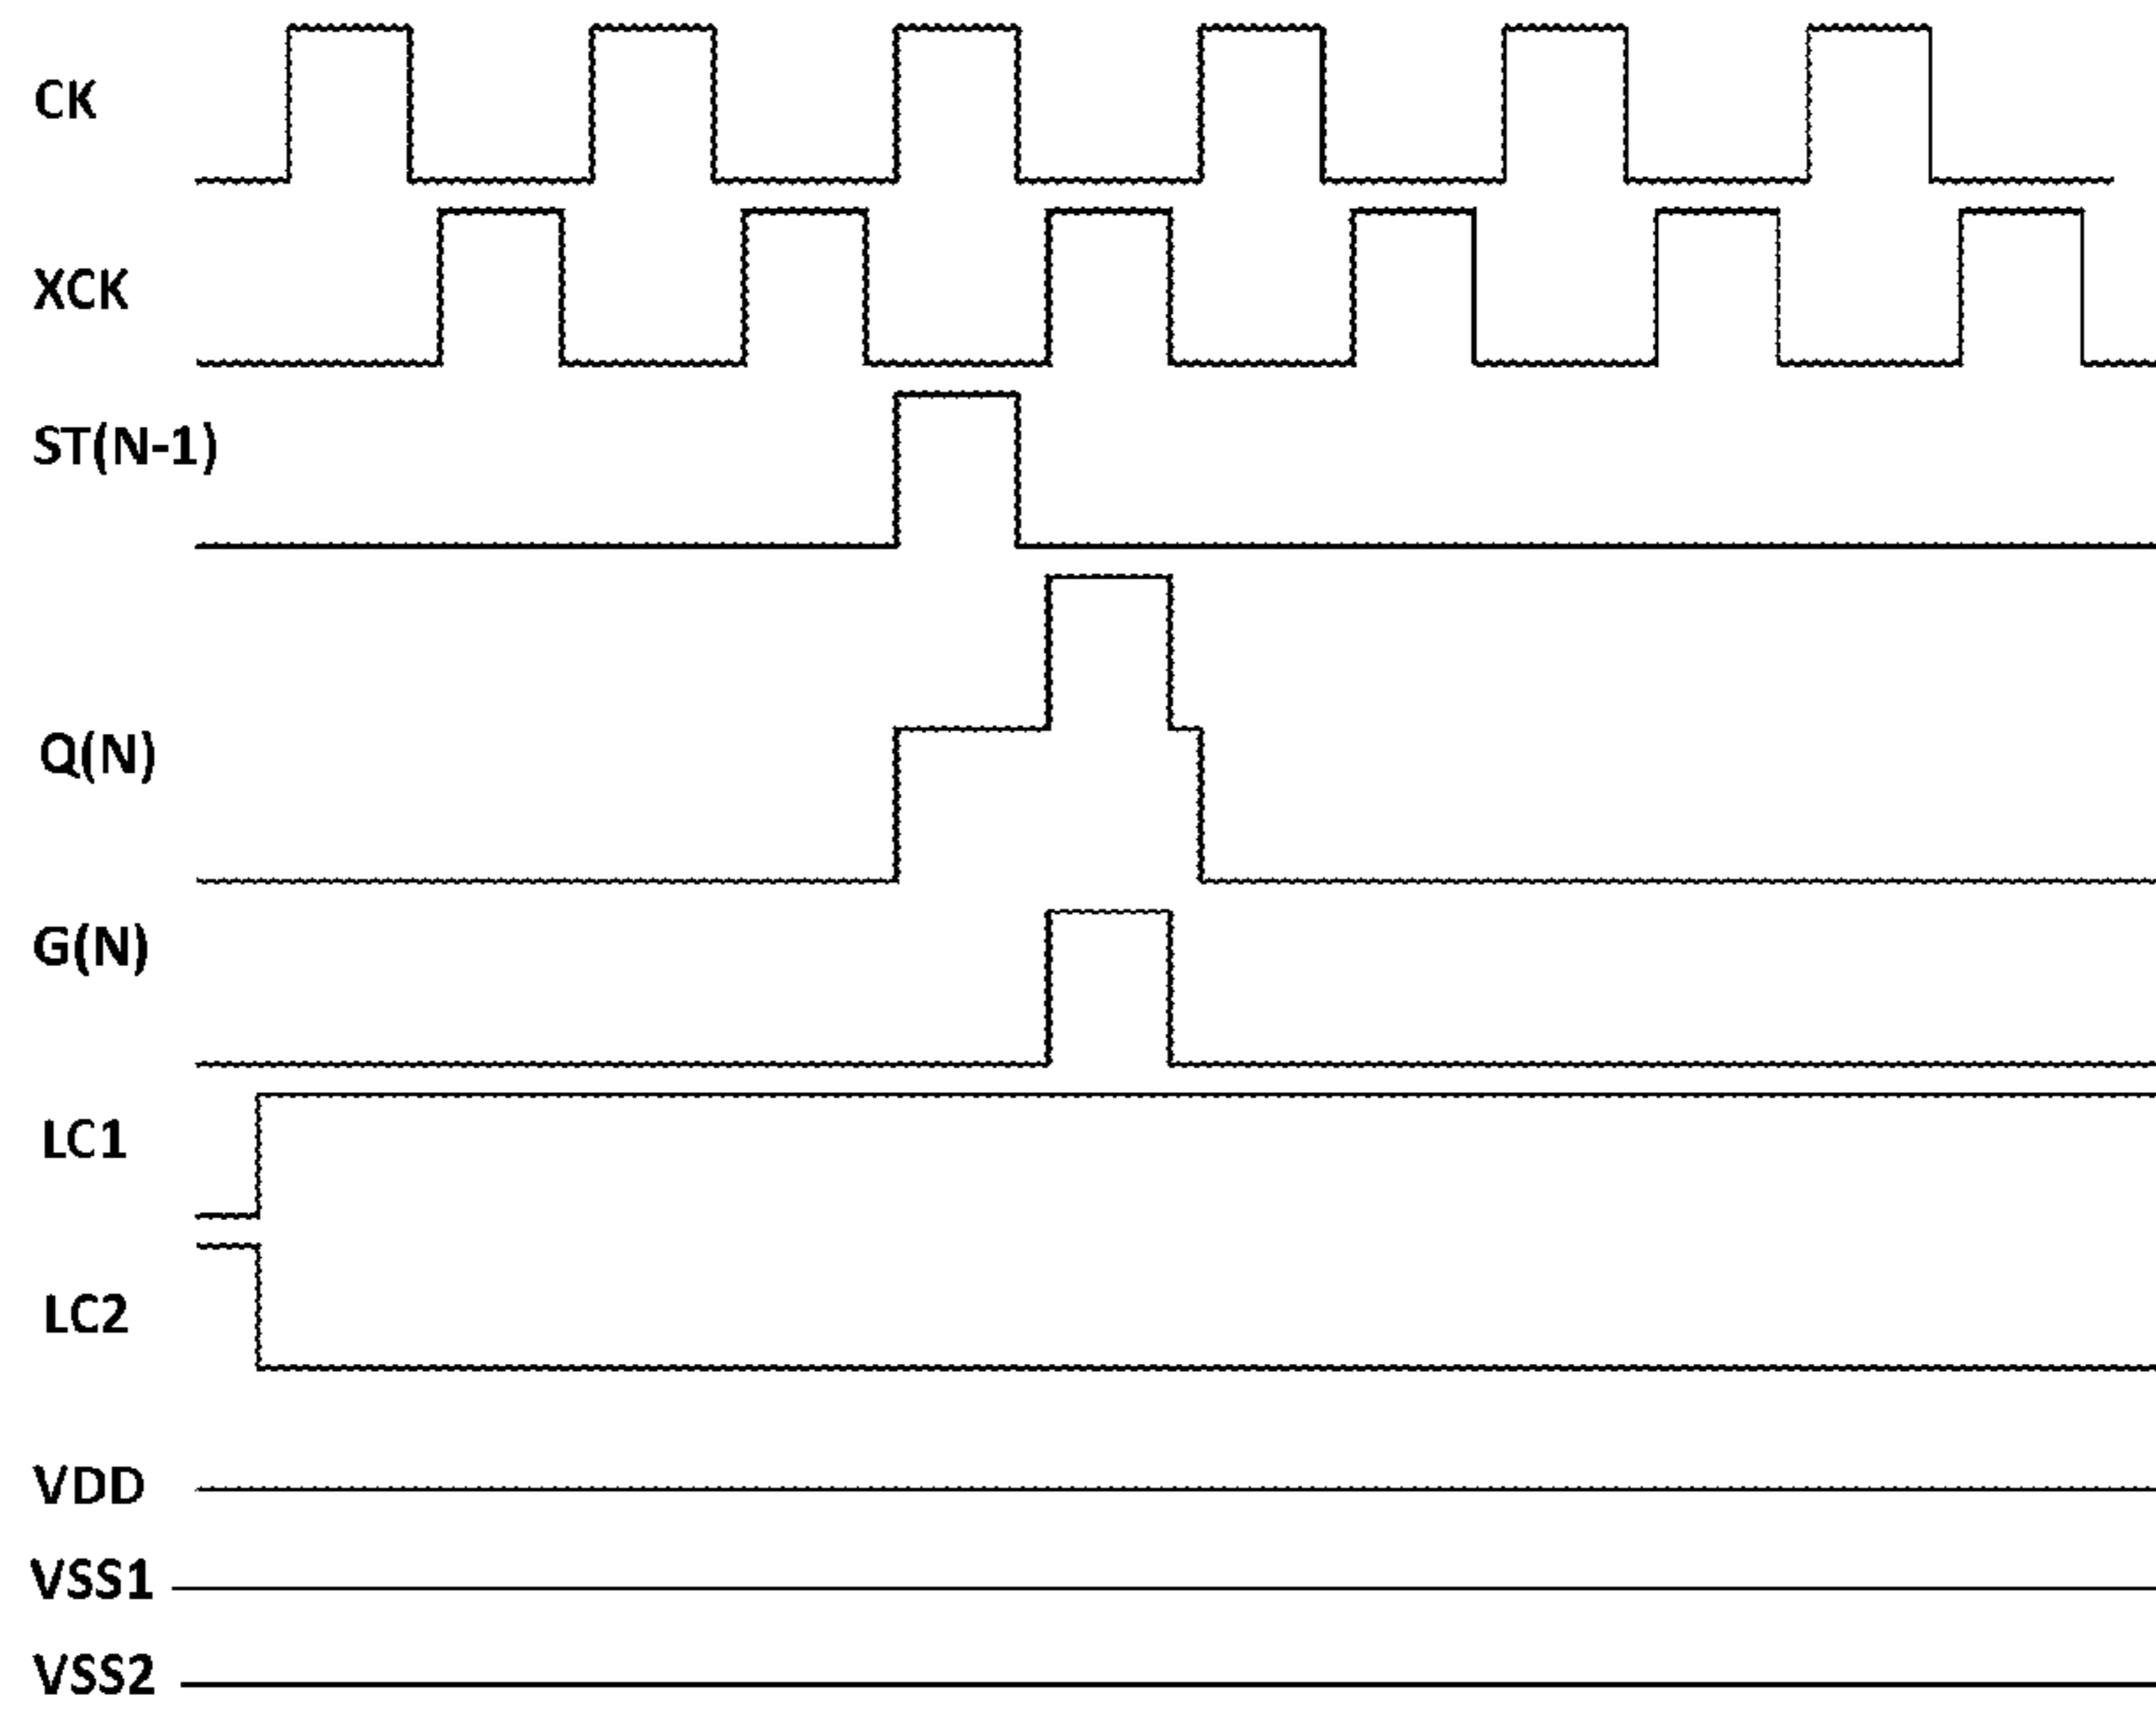 CK
XCK
ST(N-1)
Q(N)
G(N)
LC1
LC2
VDD
VSS1
VSS2